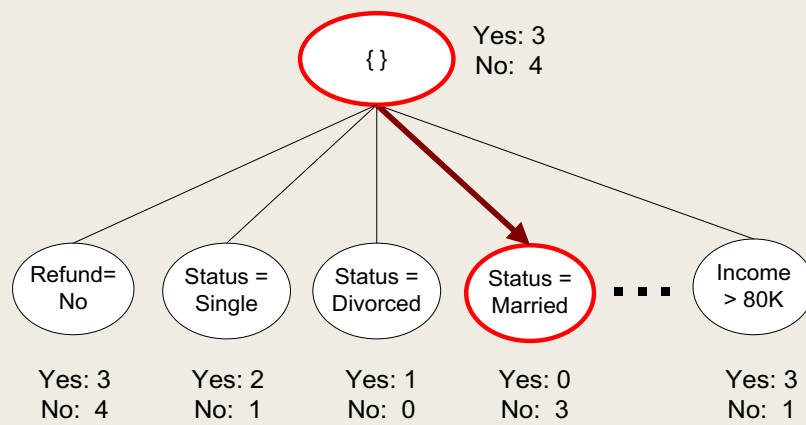 { }
Yes: 3
No: 4
Refund=
No
Status =
Single
Status =
Divorced
Status =
Married
Income
> 80K
Yes: 3
No: 4
Yes: 2
No: 1
Yes: 1
No: 0
Yes: 0
No: 3
Yes: 3
No: 1